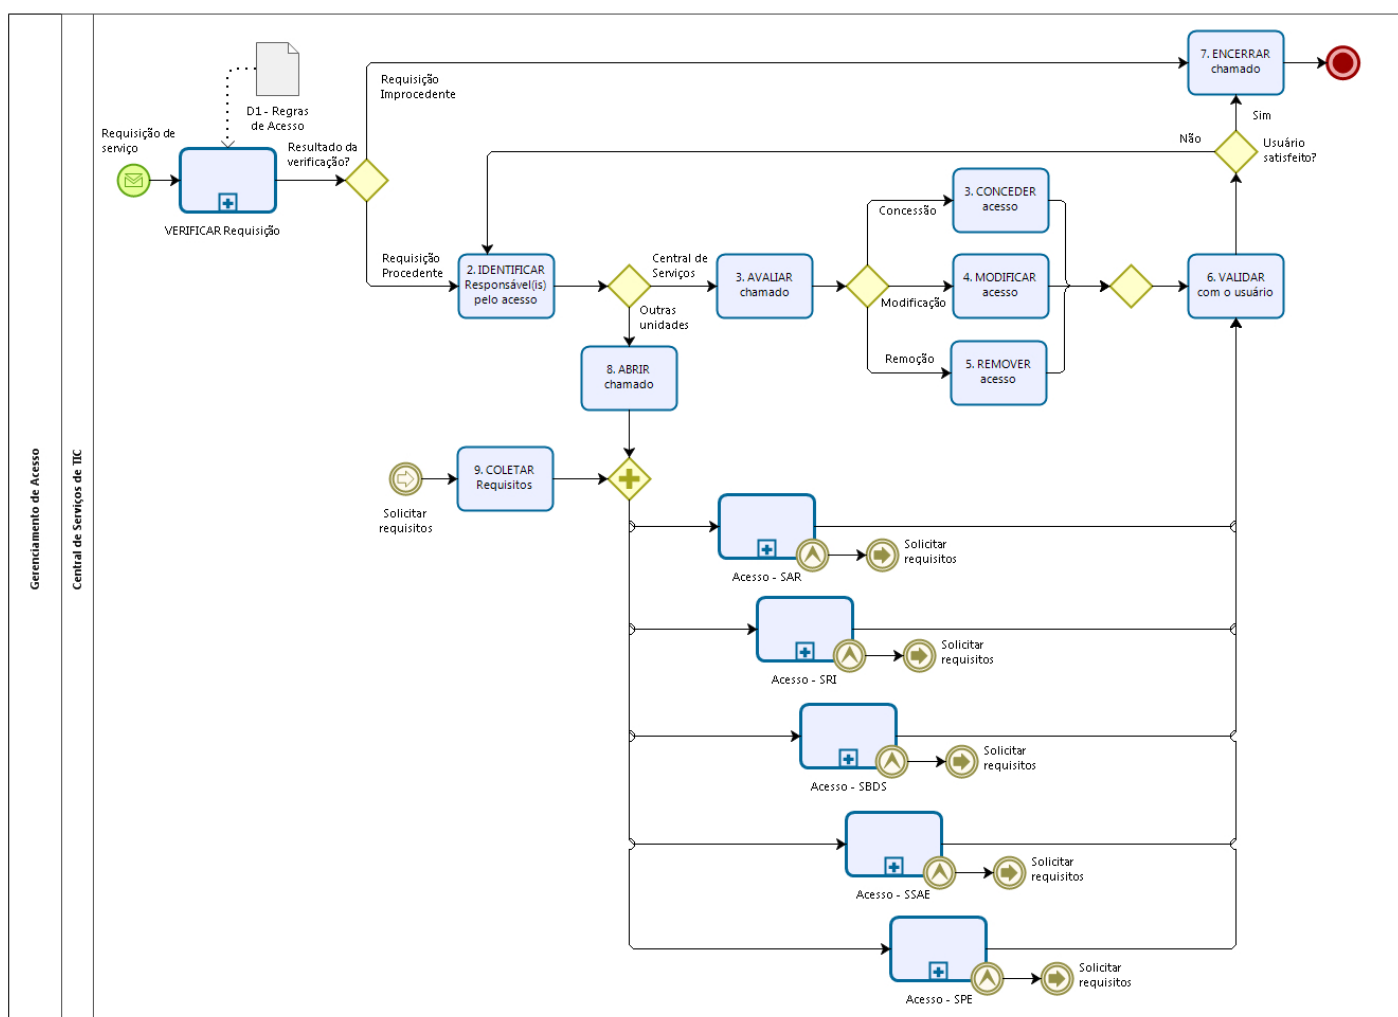 Gerenciamento de Acesso
Central de Serviços de TIC
Requisição de
serviço
D1 - Regras
de Acesso
VERIFICAR Requisição
Resultado da
verificação?
Requisição
Improcedente
Requisição
Procedente
2. IDENTIFICAR
Responsável(is)
pelo acesso
Central de
Serviços
Outras
unidades
3. AVALIAR
chamado
Concessão
Modificação
Remoção
3. CONCEDER
acesso
4. MODIFICAR
acesso
5. REMOVER
acesso
6. VALIDAR
com o usuário
Usuário
satisfeito?
Não
Sim
7. ENCERRAR
chamado
8. ABRIR
chamado
Solicitar
requisitos
9. COLETAR
Requisitos
Acesso - SAR
Solicitar
requisitos
Acesso - SRI
Solicitar
requisitos
Acesso - SBDS
Solicitar
requisitos
Acesso - SSAE
Solicitar
requisitos
Acesso - SPE
Solicitar
requisitos